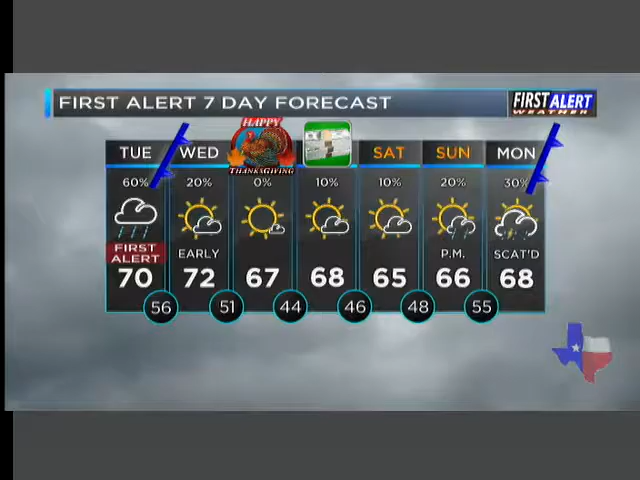 FIRST ALERT 7 DAY FORECAST
FIRST ALERT
WEATHER
HAPPY
THANKSGIVING
TUE WED SAT SUN MON
60% 20% 0% 10% 10% 20% 30%
FIRST
ALERT
EARLY P.M. SCAT'D
70 72 67 68 65 66 68
56 51 44 46 48 55